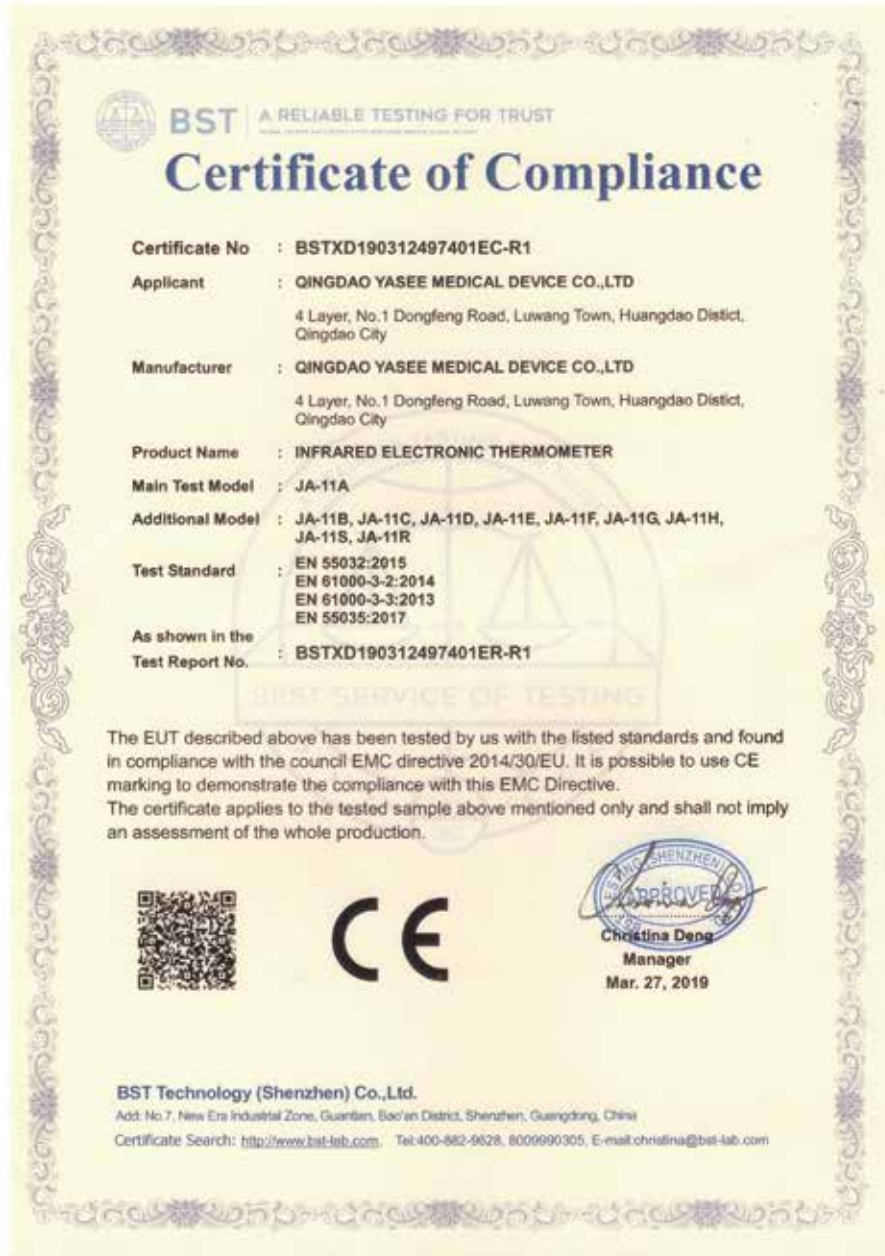 BST A RELIABLE TESTING FOR TRUST
Certificate of Compliance
Certificate No : BSTXD190312497401EC-R1
Applicant : QINGDAO YASEE MEDICAL DEVICE CO.,LTD
4 Layer, No.1 Dongfeng Road, Luwang Town, Huangdao Distict,
Qingdao City
Manufacturer : QINGDAO YASEE MEDICAL DEVICE CO.,LTD
4 Layer, No.1 Dongfeng Road, Luwang Town, Huangdao Distict,
Qingdao City
Product Name : INFRARED ELECTRONIC THERMOMETER
Main Test Model : JA-11A
Additional Model : JA-11B, JA-11C, JA-11D, JA-11E, JA-11F, JA-11G, JA-11H,
JA-11S, JA-11R
Test Standard : EN 55032:2015
EN 61000-3-2:2014
EN 61000-3-3:2013
EN 55035:2017
As shown in the
Test Report No. : BSTXD190312497401ER-R1
BEST SERVICE OF TESTING
The EUT described above has been tested by us with the listed standards and found
in compliance with the council EMC directive 2014/30/EU. It is possible to use CE
marking to demonstrate the compliance with this EMC Directive.
The certificate applies to the tested sample above mentioned only and shall not imply
an assessment of the whole production.
CE
APPROVED
Christina Deng
Manager
Mar. 27, 2019
BST Technology (Shenzhen) Co.,Ltd.
Add: No.7, New Era Industrial Zone, Guantian, Bao'an District, Shenzhen, Guangdong, China
Certificate Search: http://www.bst-lab.com, Tel:400-882-9628, 8009990305, E-mail:christina@bst-lab.com